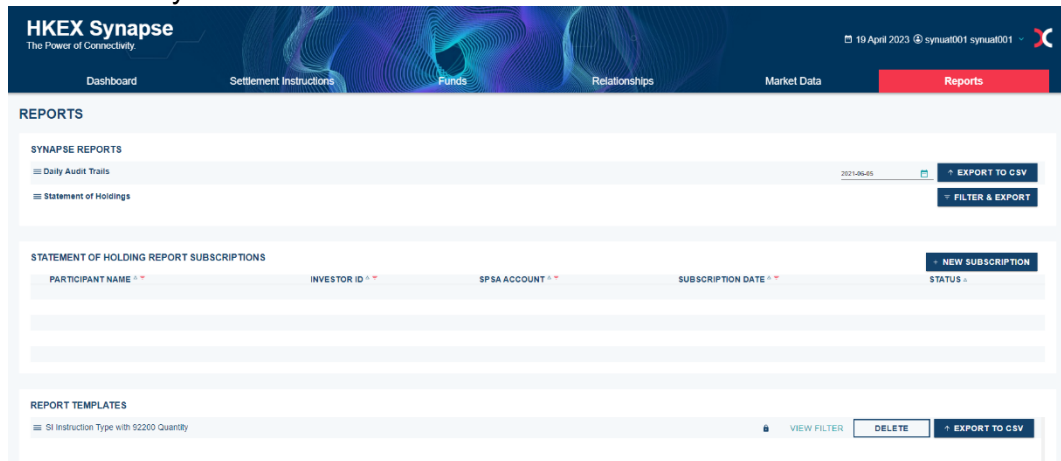 HKEX Synapse
The Power of Connectivity.
19 April 2023 synuat001 synuat001
Dashboard Settlement Instructions Funds Relationships Market Data Reports
REPORTS
SYNAPSE REPORTS
Daily Audit Trails 2021-06-05 EXPORT TO CSV
Statement of Holdings FILTER & EXPORT
STATEMENT OF HOLDING REPORT SUBSCRIPTIONS
+ NEW SUBSCRIPTION
PARTICIPANT NAME INVESTOR ID SPSA ACCOUNT SUBSCRIPTION DATE STATUS
REPORT TEMPLATES
SI Instruction Type with 92200 Quantity VIEW FILTER DELETE EXPORT TO CSV